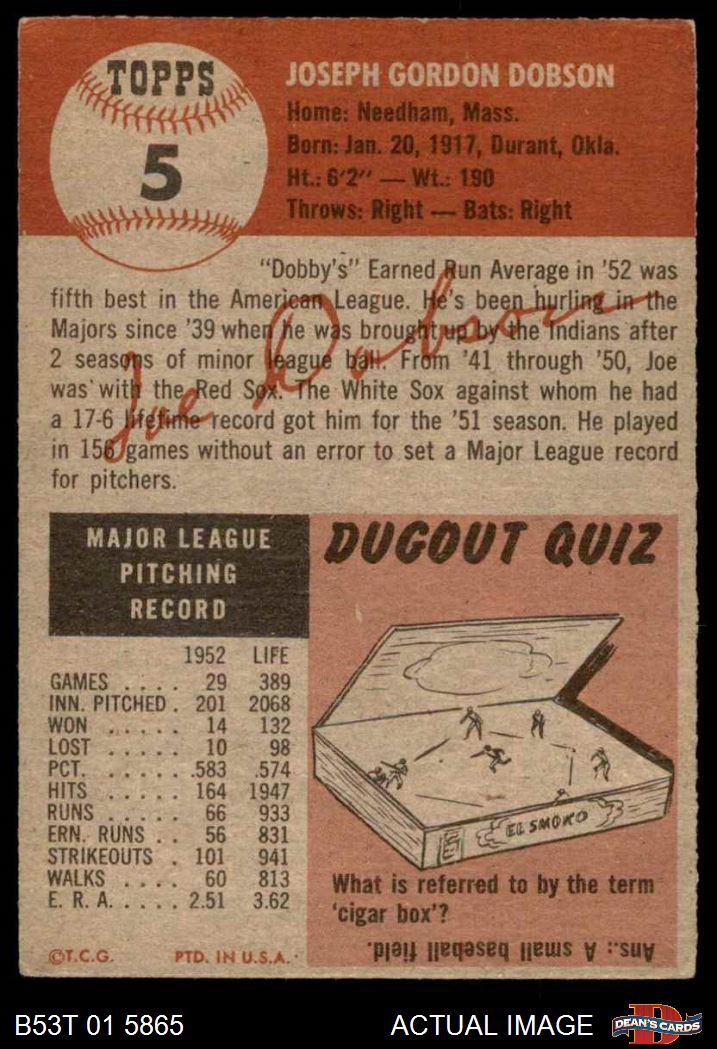 TOPPS
5
JOSEPH GORDON DOBSON
Home: Needham, Mass.
Born: Jan. 20, 1917, Durant, Okla.
Ht.: 6'2" — Wt.: 190
Throws: Right — Bats: Right
"Dobby's" Earned Run Average in '52 was
fifth best in the American League. He's been hurling in the
Majors since '39 when he was brought up by the Indians after
2 seasons of minor league ball. From '41 through '50, Joe
was with the Red Sox. The White Sox against whom he had
a 17-6 lifetime record got him for the '51 season. He played
in 156 games without an error to set a Major League record
for pitchers.
Joe Dobson
MAJOR LEAGUE
PITCHING
RECORD
1952 LIFE
GAMES .... 29 389
INN. PITCHED . 201 2068
WON ..... 14 132
LOST ..... 10 98
PCT. ..... .583 .574
HITS ..... 164 1947
RUNS ..... 66 933
ERN. RUNS .. 56 831
STRIKEOUTS . 101 941
WALKS .... 60 813
E. R. A. .... 2.51 3.62
©T.C.G. PTD. IN U.S.A.
DUGOUT QUIZ
EL SMOKO
What is referred to by the term
'cigar box'?
Ans.: A small baseball field.
B53T 01 5865 ACTUAL IMAGE
D
DEAN'S CARDS